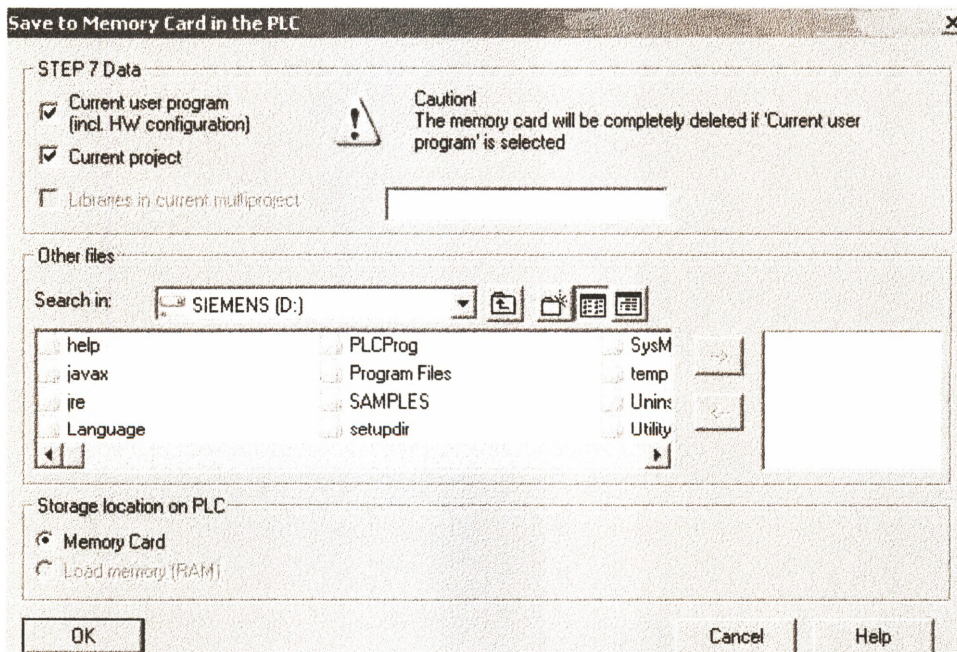 Save to Memory Card in the PLC
STEP 7 Data
Current user program
(incl. HW configuration)
Caution!
The memory card will be completely deleted if 'Current user
program' is selected
Current project
Libraries in current multiproject
Other files
Search in:
SIEMENS (D:)
help
PLCProg
SysM
javax
Program Files
temp
jre
SAMPLES
Unins
Language
setupdir
Utility
Storage location on PLC
Memory Card
Load memory (RAM)
OK
Cancel
Help